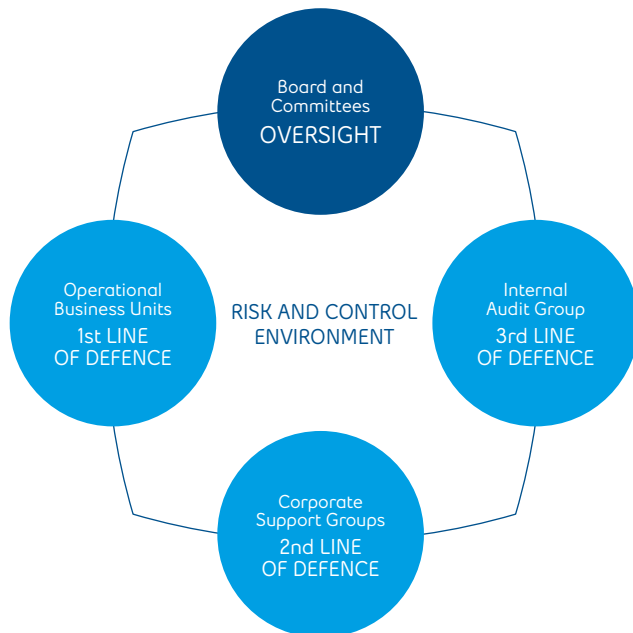 Board and
Committees
OVERSIGHT
Operational
Business Units
1st LINE
OF DEFENCE
RISK AND CONTROL
ENVIRONMENT
Internal
Audit Group
3rd LINE
OF DEFENCE
Corporate
Support Groups
2nd LINE
OF DEFENCE